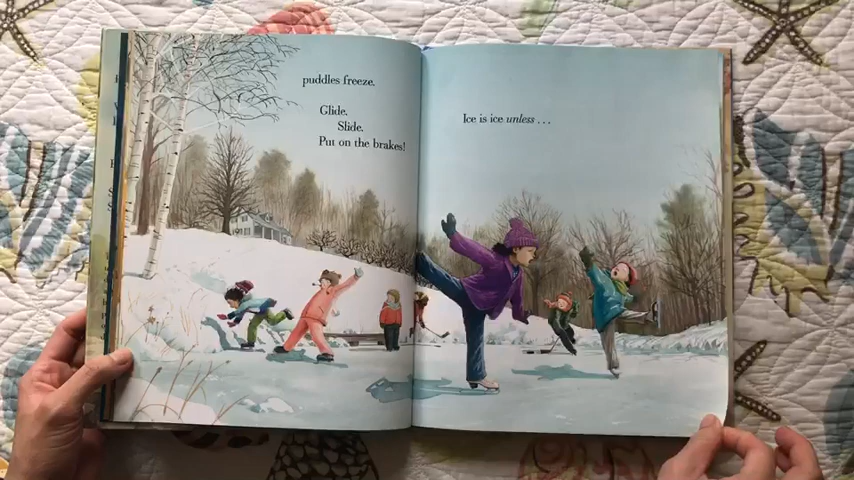 puddles freeze.
Glide.
Slide.
Put on the brakes!
Ice is ice unless . . .